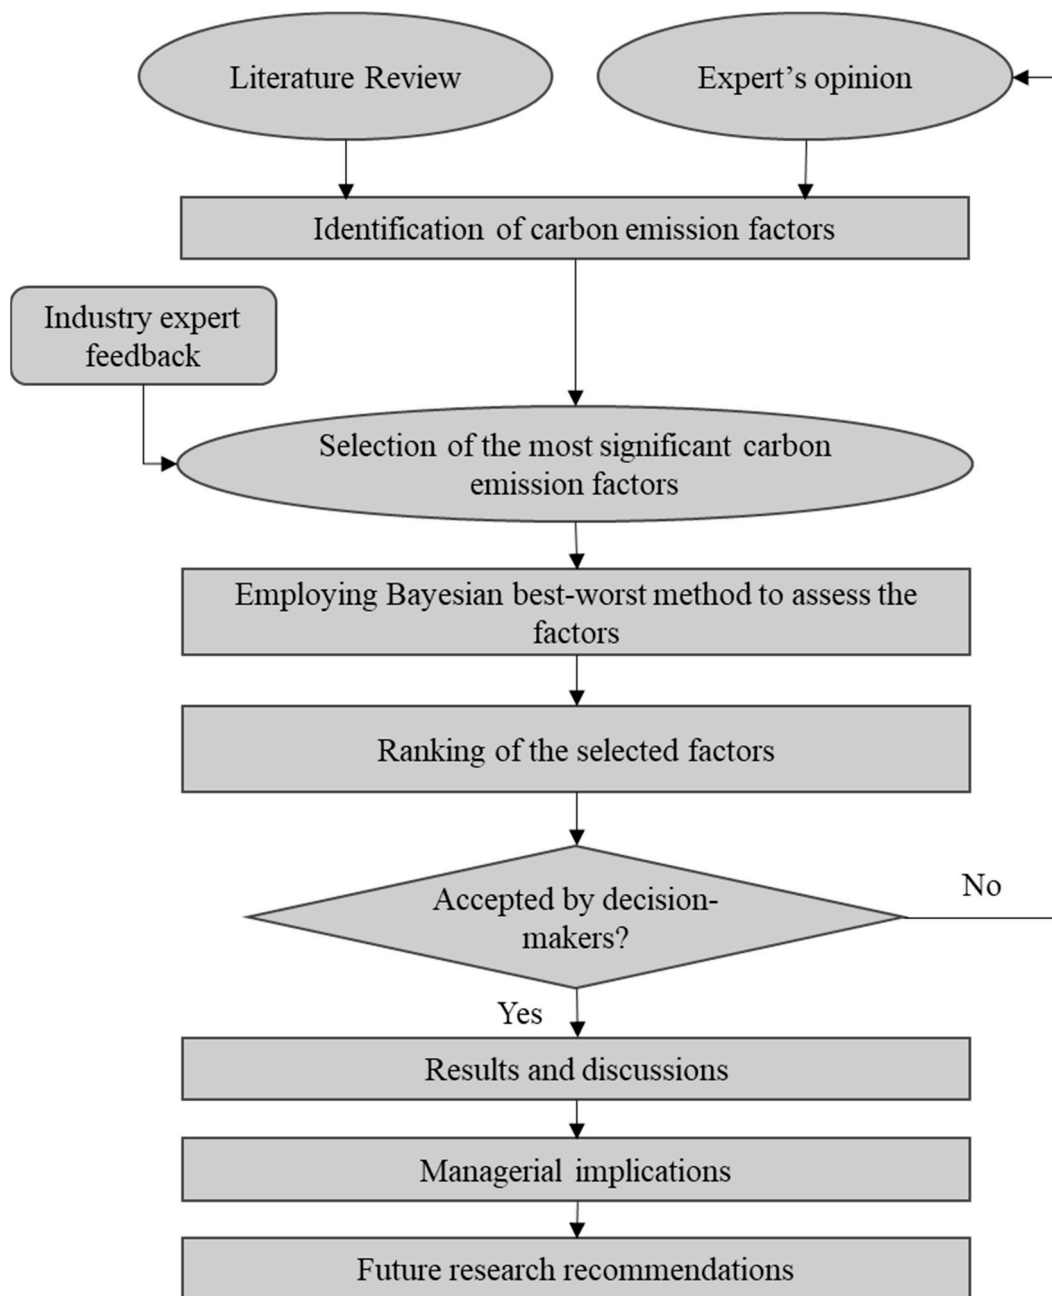 Literature Review
Expert’s opinion
Identification of carbon emission factors
Industry expert
feedback
Selection of the most significant carbon
emission factors
Employing Bayesian best-worst method to assess the
factors
Ranking of the selected factors
Accepted by decision-
makers?
No
Yes
Results and discussions
Managerial implications
Future research recommendations